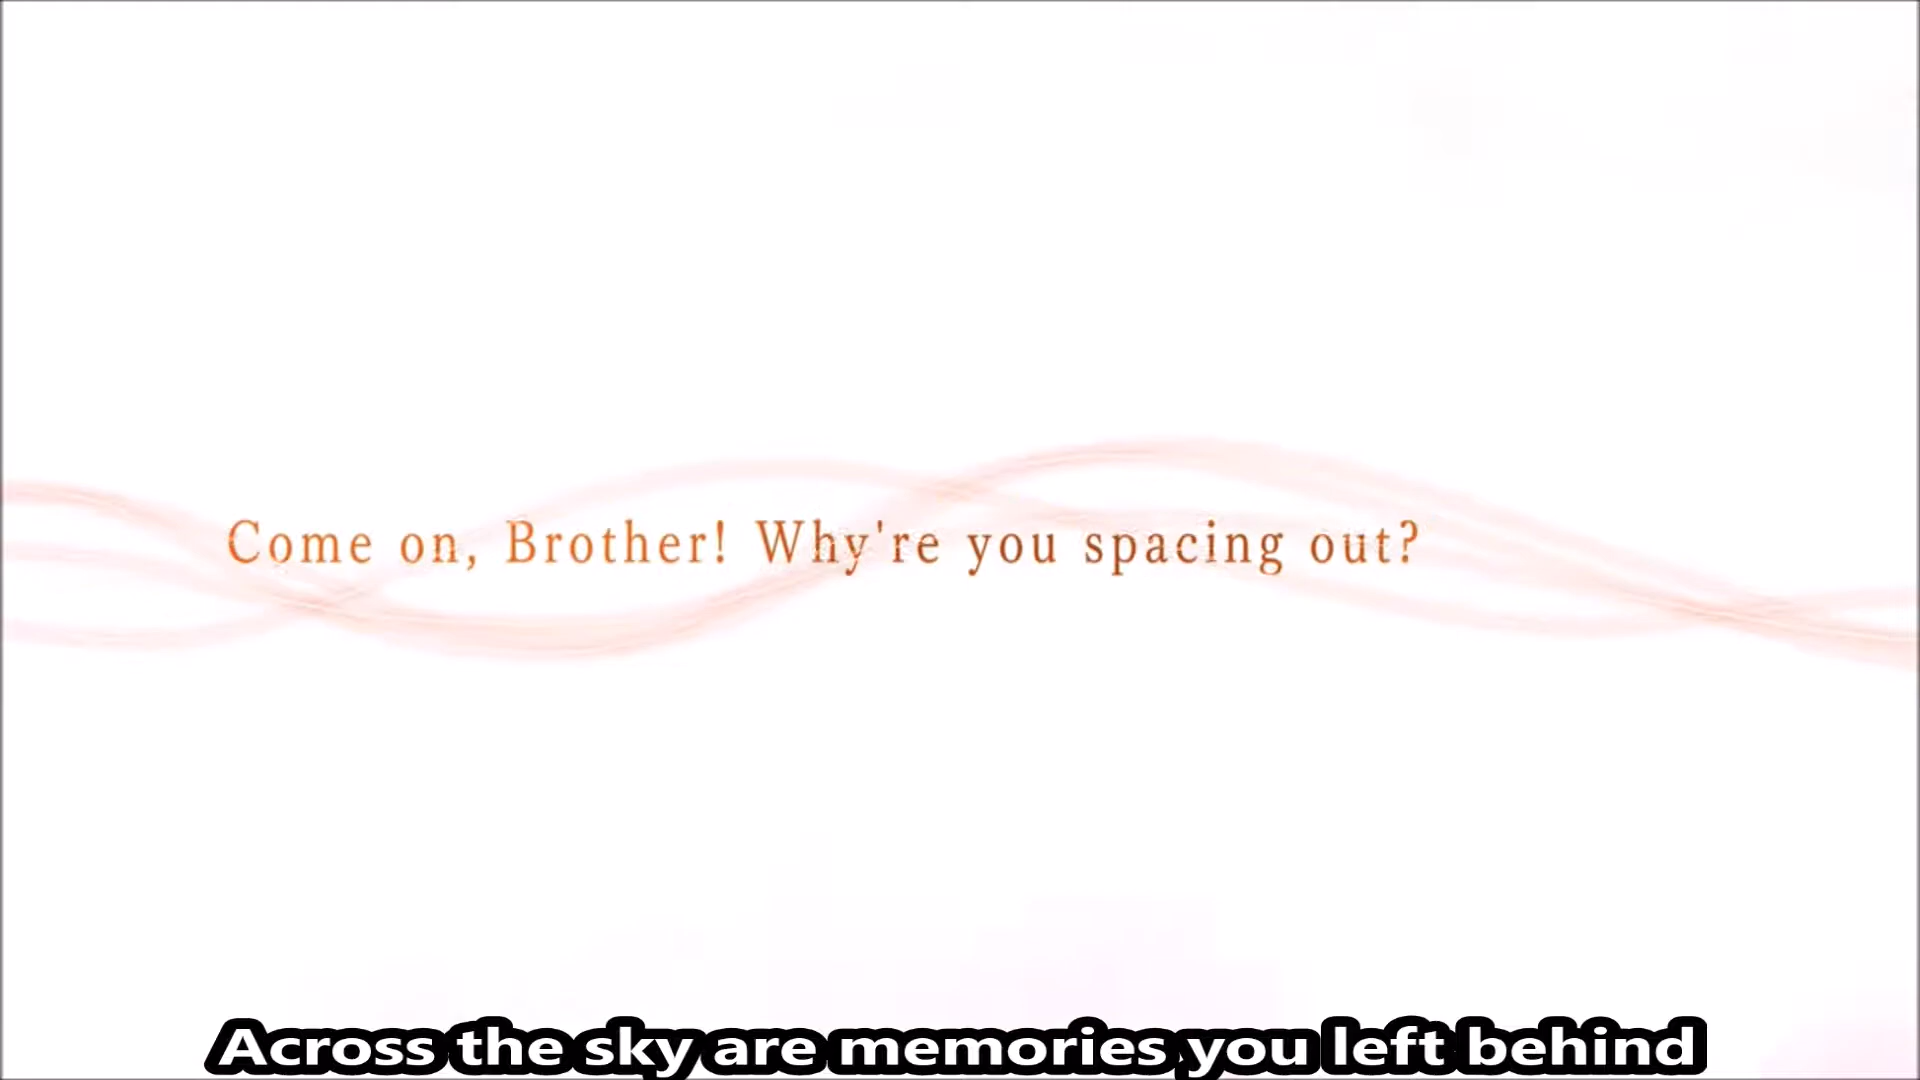 Come on, Brother! Why're you spacing out?
Across the sky are memories you left behind